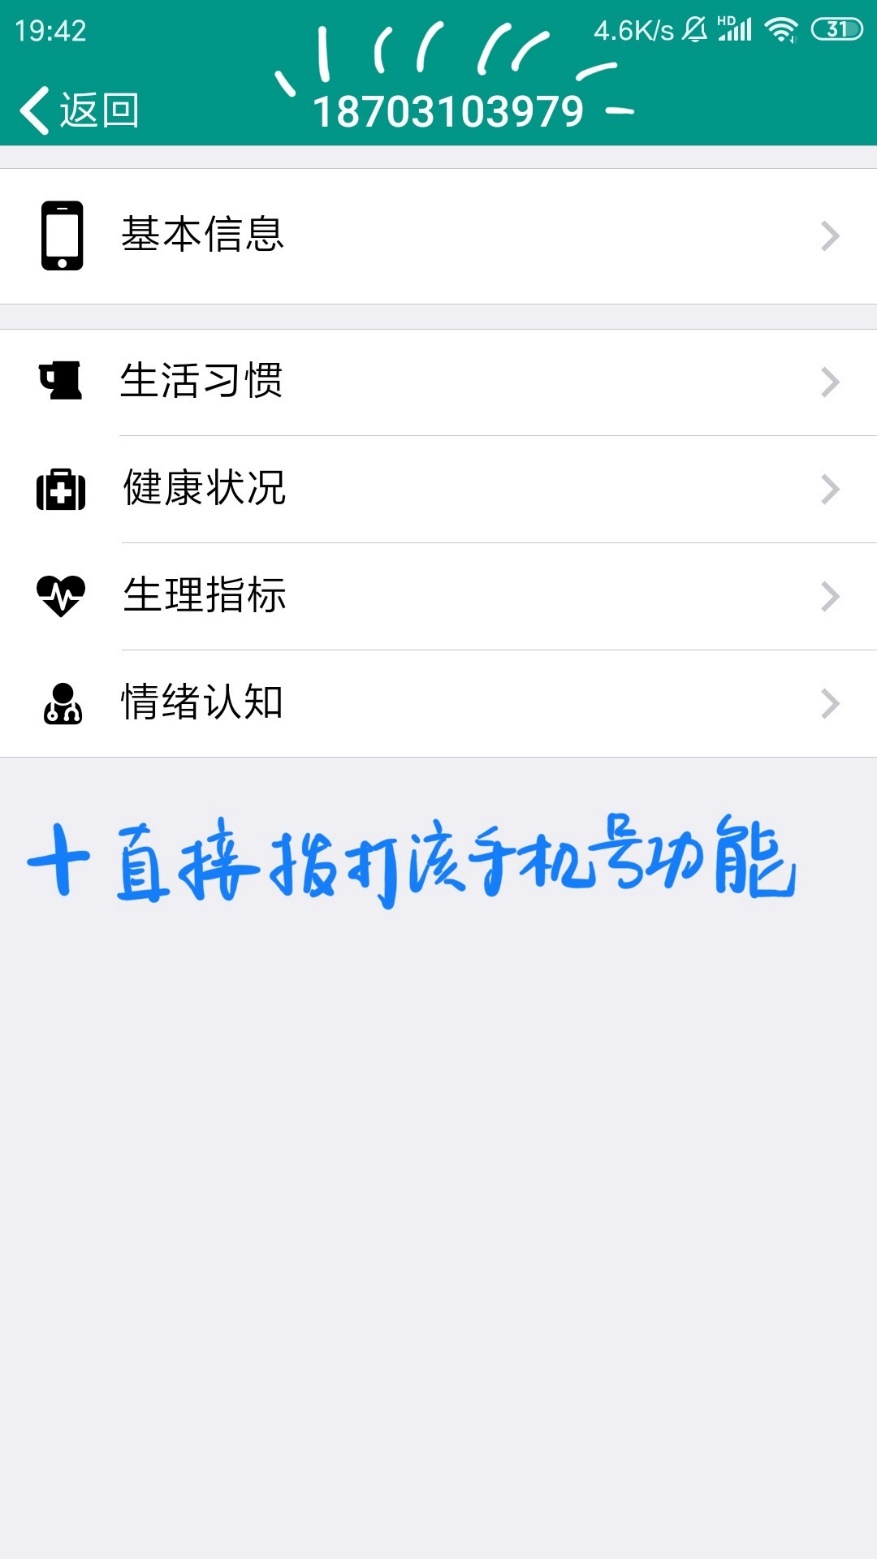 19:42 4.6K/s HD 31
返回 18703103979
基本信息
生活习惯
健康状况
生理指标
情绪认知
+直接拨打该手机号功能